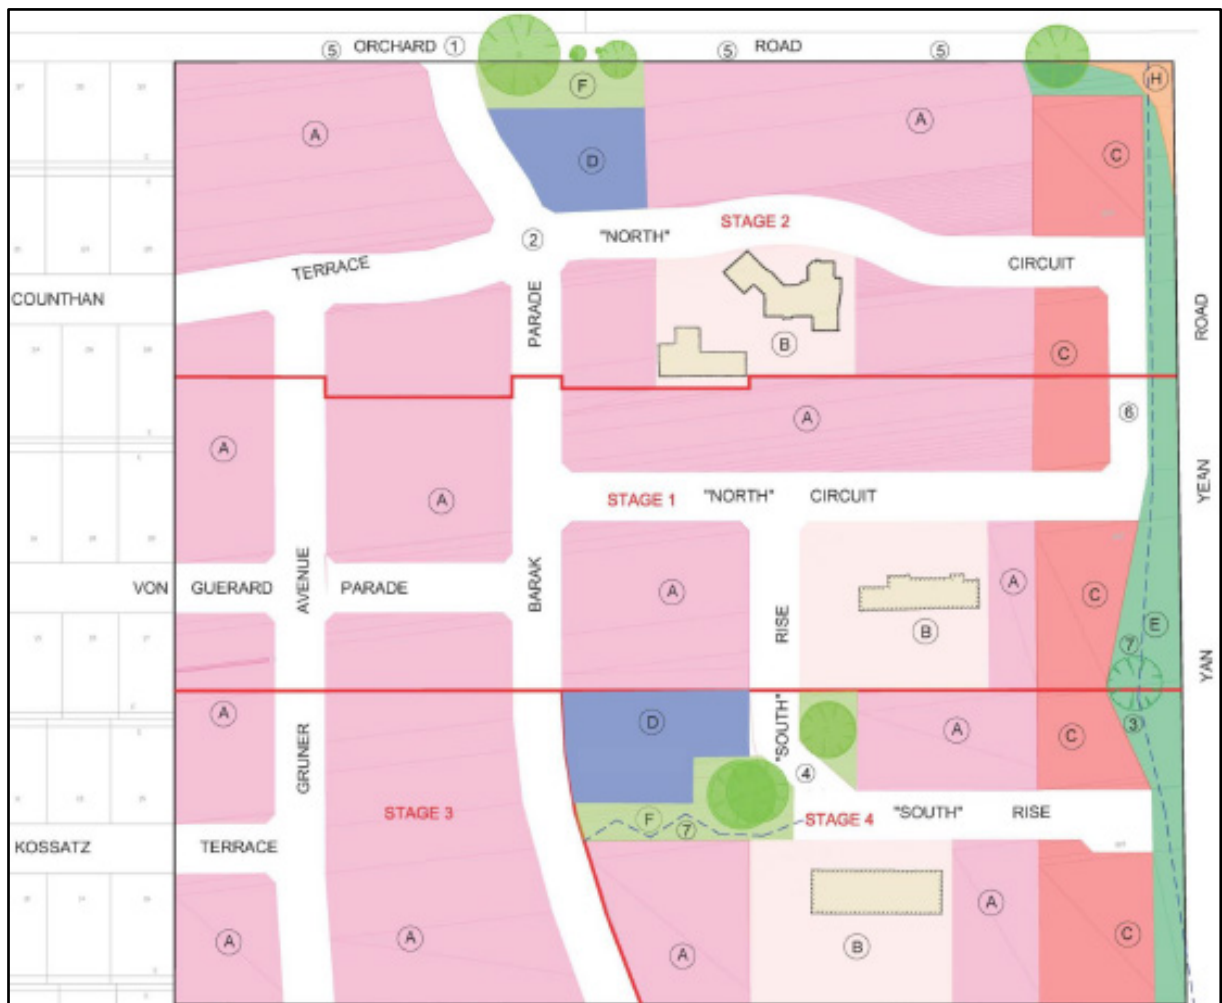 ⑤ ORCHARD ① ⑤ ROAD ⑤
H
F
A A
D C
STAGE 2
② "NORTH"
TERRACE CIRCUIT
COUNTHAN
PARADE ROAD
B C
A ⑥
A
A
STAGE 1 "NORTH" CIRCUIT YEAN
VON GUERARD AVENUE PARADE BARAK A RISE A C
B E
⑦
A D "SOUTH" A C ③ YAN
GRUNER ④
STAGE 3 F ⑦ STAGE 4 "SOUTH" RISE
KOSSATZ TERRACE
A A A B A C